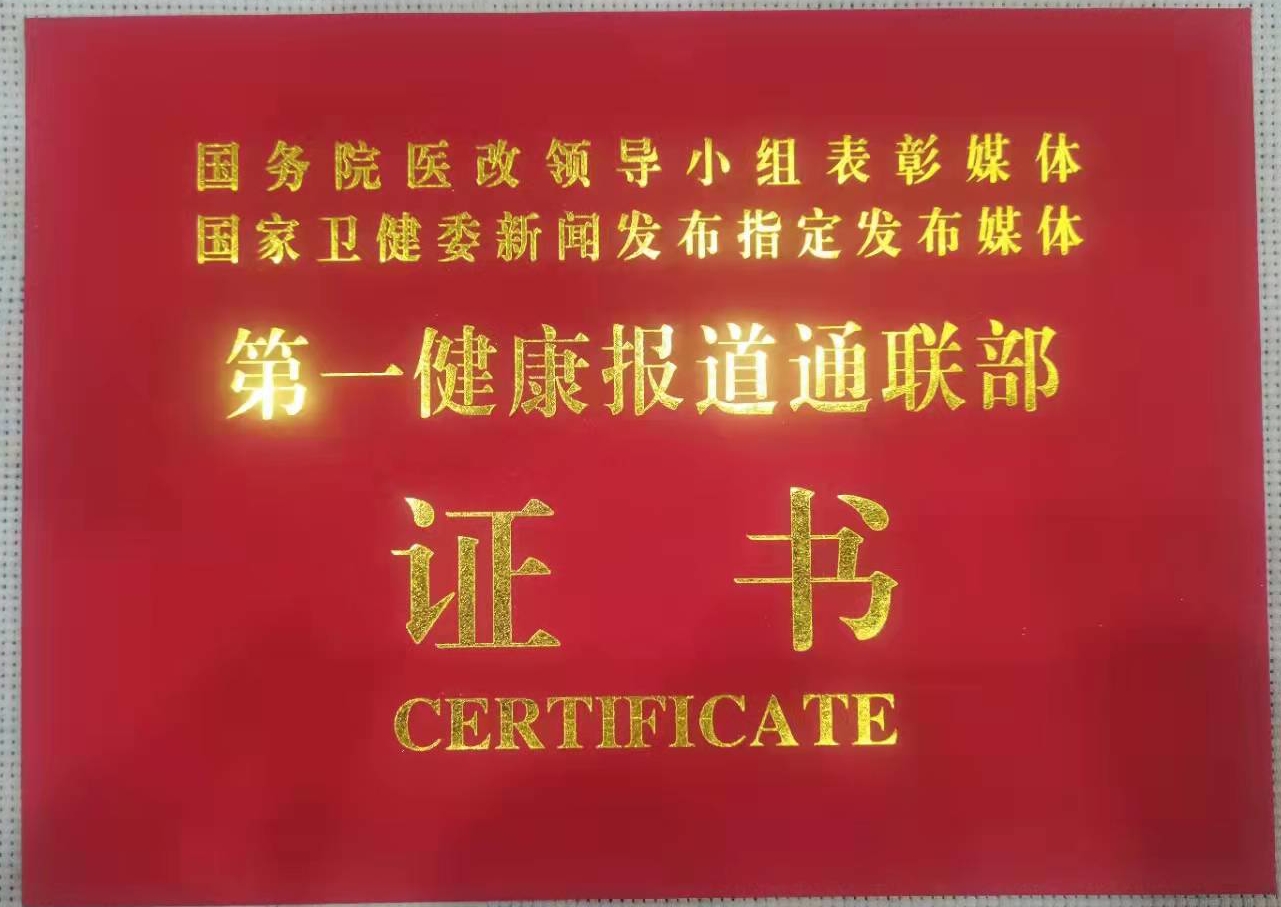 国务院医改领导小组表彰媒体
国家卫健委新闻发布指定发布媒体
第一健康报道通联部
证书
CERTIFICATE